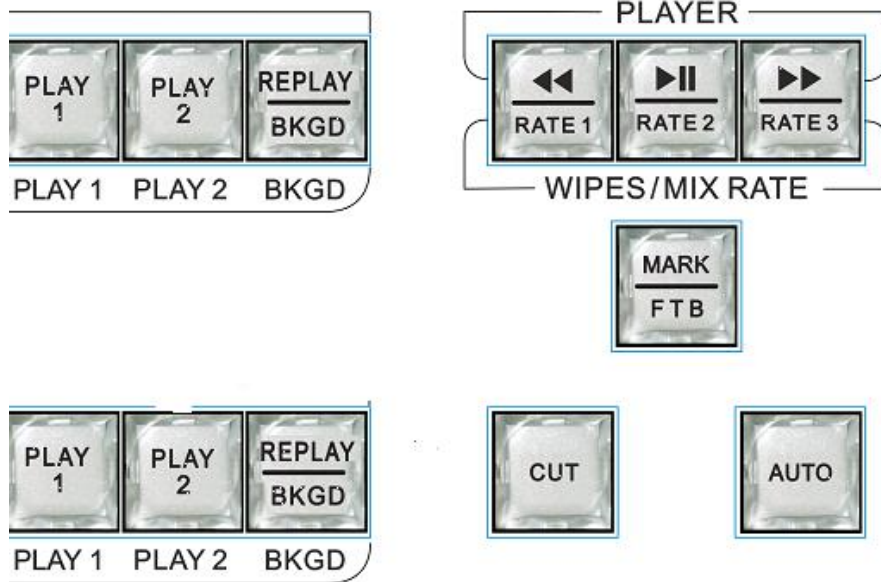 PLAYER
PLAY 1
PLAY 2
REPLAY
BKGD
RATE 1
RATE 2
RATE 3
PLAY 1 PLAY 2 BKGD
WIPES/MIX RATE
MARK
FTB
PLAY 1
PLAY 2
REPLAY
BKGD
CUT
AUTO
PLAY 1 PLAY 2 BKGD